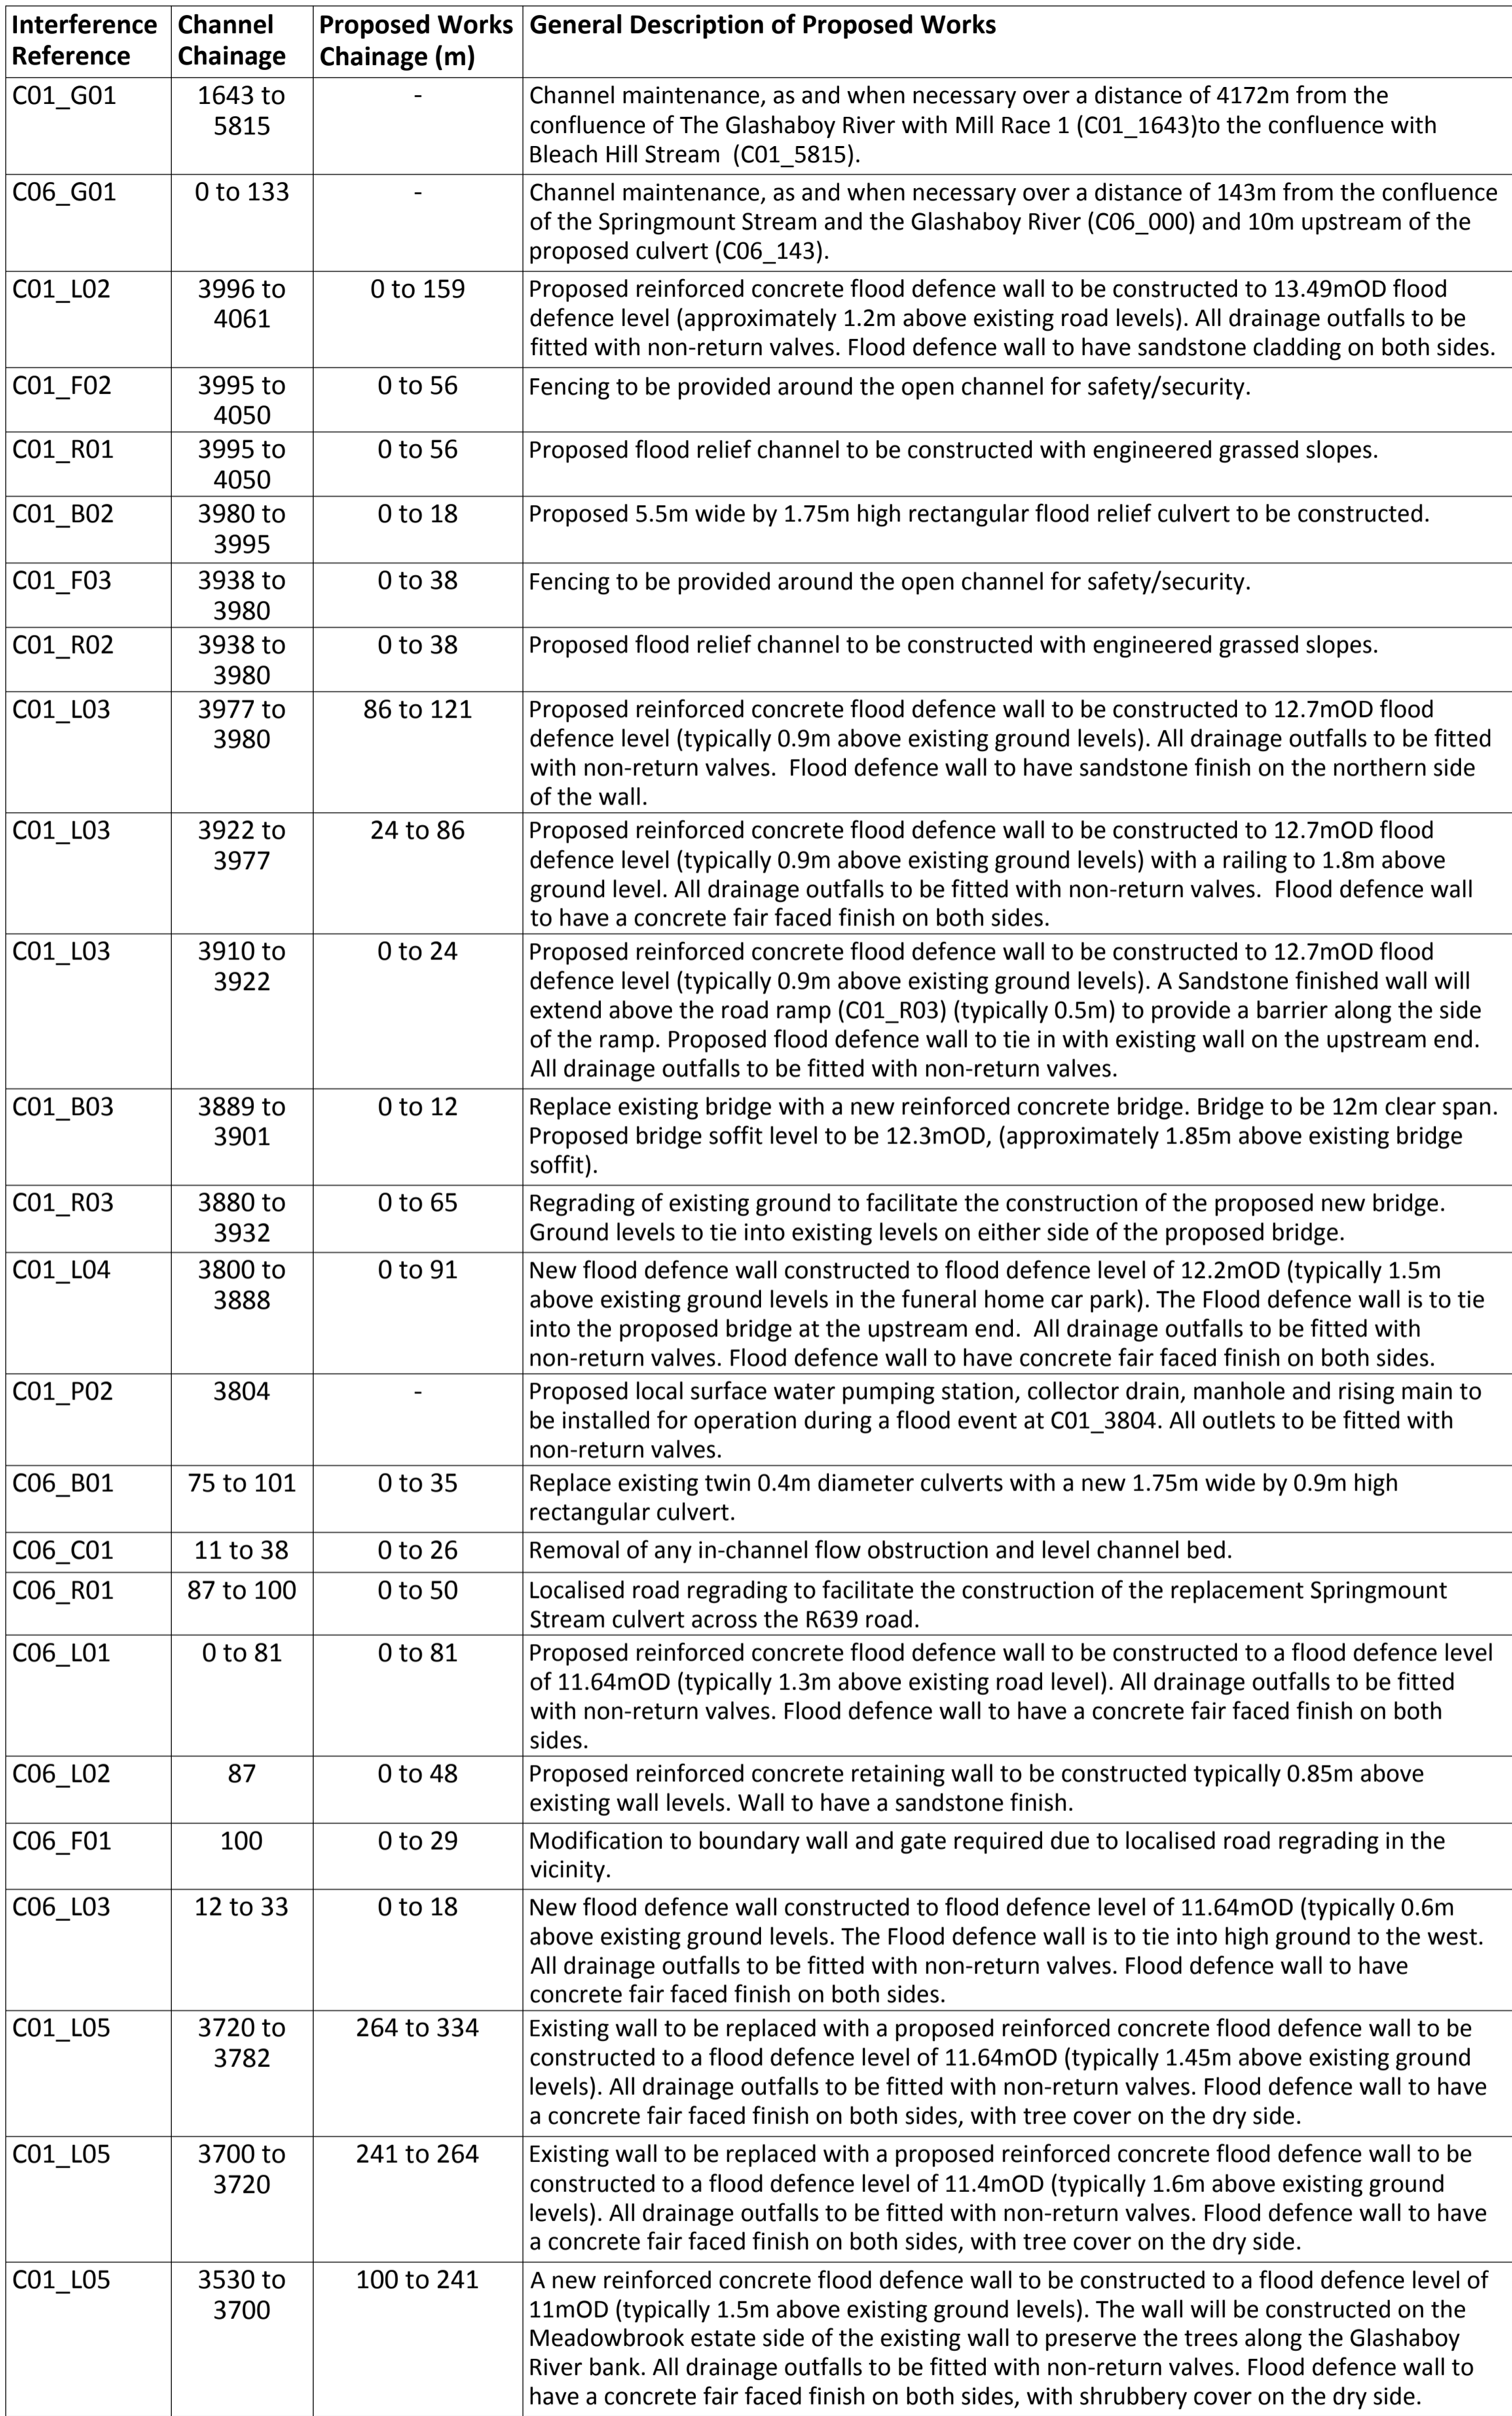 Interference Channel Proposed Works General Description of Proposed Works
Reference Chainage Chainage (m)
C01_G01 1643 to - Channel maintenance, as and when necessary over a distance of 4172m from the
5815 confluence of The Glashaboy River with Mill Race 1 (C01_1643)to the confluence with
Bleach Hill Stream (C01_5815).
C06_G01 0 to 133 - Channel maintenance, as and when necessary over a distance of 143m from the confluence
of the Springmount Stream and the Glashaboy River (C06_000) and 10m upstream of the
proposed culvert (C06_143).
C01_L02 3996 to 0 to 159 Proposed reinforced concrete flood defence wall to be constructed to 13.49mOD flood
4061 defence level (approximately 1.2m above existing road levels). All drainage outfalls to be
fitted with non-return valves. Flood defence wall to have sandstone cladding on both sides.
C01_F02 3995 to 0 to 56 Fencing to be provided around the open channel for safety/security.
4050
C01_R01 3995 to 0 to 56 Proposed flood relief channel to be constructed with engineered grassed slopes.
4050
C01_B02 3980 to 0 to 18 Proposed 5.5m wide by 1.75m high rectangular flood relief culvert to be constructed.
3995
C01_F03 3938 to 0 to 38 Fencing to be provided around the open channel for safety/security.
3980
C01_R02 3938 to 0 to 38 Proposed flood relief channel to be constructed with engineered grassed slopes.
3980
C01_L03 3977 to 86 to 121 Proposed reinforced concrete flood defence wall to be constructed to 12.7mOD flood
3980 defence level (typically 0.9m above existing ground levels). All drainage outfalls to be fitted
with non-return valves. Flood defence wall to have sandstone finish on the northern side
of the wall.
C01_L03 3922 to 24 to 86 Proposed reinforced concrete flood defence wall to be constructed to 12.7mOD flood
3977 defence level (typically 0.9m above existing ground levels) with a railing to 1.8m above
ground level. All drainage outfalls to be fitted with non-return valves. Flood defence wall
to have a concrete fair faced finish on both sides.
C01_L03 3910 to 0 to 24 Proposed reinforced concrete flood defence wall to be constructed to 12.7mOD flood
3922 defence level (typically 0.9m above existing ground levels). A Sandstone finished wall will
extend above the road ramp (C01_R03) (typically 0.5m) to provide a barrier along the side
of the ramp. Proposed flood defence wall to tie in with existing wall on the upstream end.
All drainage outfalls to be fitted with non-return valves.
C01_B03 3889 to 0 to 12 Replace existing bridge with a new reinforced concrete bridge. Bridge to be 12m clear span.
3901 Proposed bridge soffit level to be 12.3mOD, (approximately 1.85m above existing bridge
soffit).
C01_R03 3880 to 0 to 65 Regrading of existing ground to facilitate the construction of the proposed new bridge.
3932 Ground levels to tie into existing levels on either side of the proposed bridge.
C01_L04 3800 to 0 to 91 New flood defence wall constructed to flood defence level of 12.2mOD (typically 1.5m
3888 above existing ground levels in the funeral home car park). The Flood defence wall is to tie
into the proposed bridge at the upstream end. All drainage outfalls to be fitted with
non-return valves. Flood defence wall to have concrete fair faced finish on both sides.
C01_P02 3804 - Proposed local surface water pumping station, collector drain, manhole and rising main to
be installed for operation during a flood event at C01_3804. All outlets to be fitted with
non-return valves.
C06_B01 75 to 101 0 to 35 Replace existing twin 0.4m diameter culverts with a new 1.75m wide by 0.9m high
rectangular culvert.
C06_C01 11 to 38 0 to 26 Removal of any in-channel flow obstruction and level channel bed.
C06_R01 87 to 100 0 to 50 Localised road regrading to facilitate the construction of the replacement Springmount
Stream culvert across the R639 road.
C06_L01 0 to 81 0 to 81 Proposed reinforced concrete flood defence wall to be constructed to a flood defence level
of 11.64mOD (typically 1.3m above existing road level). All drainage outfalls to be fitted
with non-return valves. Flood defence wall to have a concrete fair faced finish on both
sides.
C06_L02 87 0 to 48 Proposed reinforced concrete retaining wall to be constructed typically 0.85m above
existing wall levels. Wall to have a sandstone finish.
C06_F01 100 0 to 29 Modification to boundary wall and gate required due to localised road regrading in the
vicinity.
C06_L03 12 to 33 0 to 18 New flood defence wall constructed to flood defence level of 11.64mOD (typically 0.6m
above existing ground levels. The Flood defence wall is to tie into high ground to the west.
All drainage outfalls to be fitted with non-return valves. Flood defence wall to have
concrete fair faced finish on both sides.
C01_L05 3720 to 264 to 334 Existing wall to be replaced with a proposed reinforced concrete flood defence wall to be
3782 constructed to a flood defence level of 11.64mOD (typically 1.45m above existing ground
levels). All drainage outfalls to be fitted with non-return valves. Flood defence wall to have
a concrete fair faced finish on both sides, with tree cover on the dry side.
C01_L05 3700 to 241 to 264 Existing wall to be replaced with a proposed reinforced concrete flood defence wall to be
3720 constructed to a flood defence level of 11.4mOD (typically 1.6m above existing ground
levels). All drainage outfalls to be fitted with non-return valves. Flood defence wall to have
a concrete fair faced finish on both sides, with tree cover on the dry side.
C01_L05 3530 to 100 to 241 A new reinforced concrete flood defence wall to be constructed to a flood defence level of
3700 11mOD (typically 1.5m above existing ground levels). The wall will be constructed on the
Meadowbrook estate side of the existing wall to preserve the trees along the Glashaboy
River bank. All drainage outfalls to be fitted with non-return valves. Flood defence wall to
have a concrete fair faced finish on both sides, with shrubbery cover on the dry side.